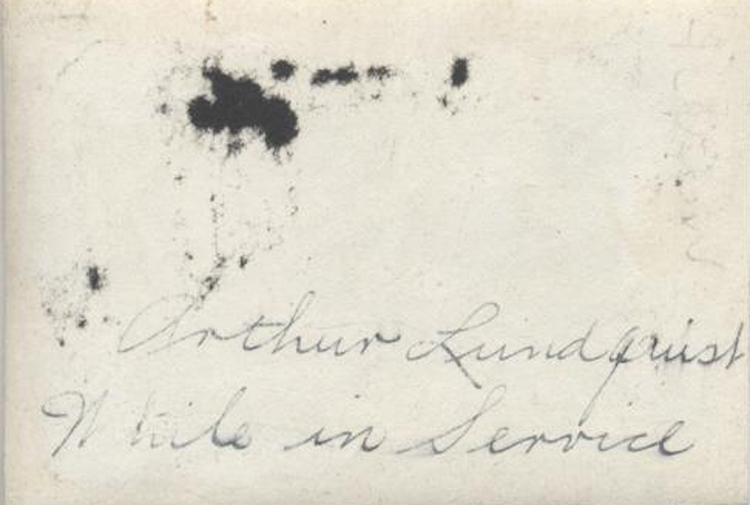 Arthur Lundquist
While in Service